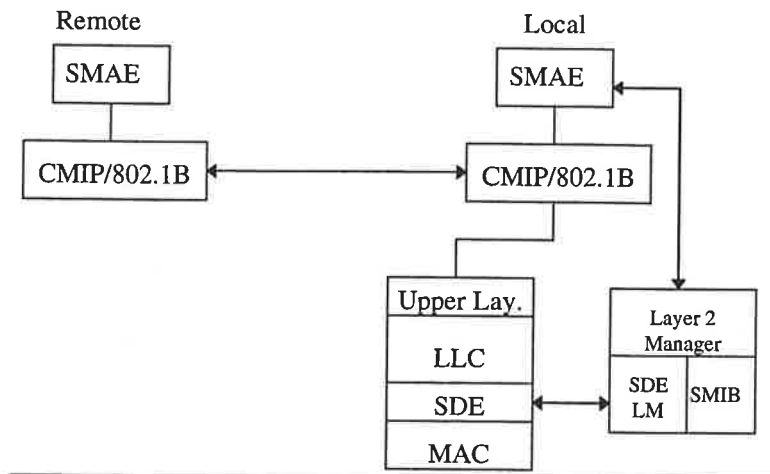 Remote
Local
SMAE
SMAE
CMIP/802.1B
CMIP/802.1B
Upper Lay.
LLC
SDE
MAC
Layer 2
Manager
SDE
LM
SMIB